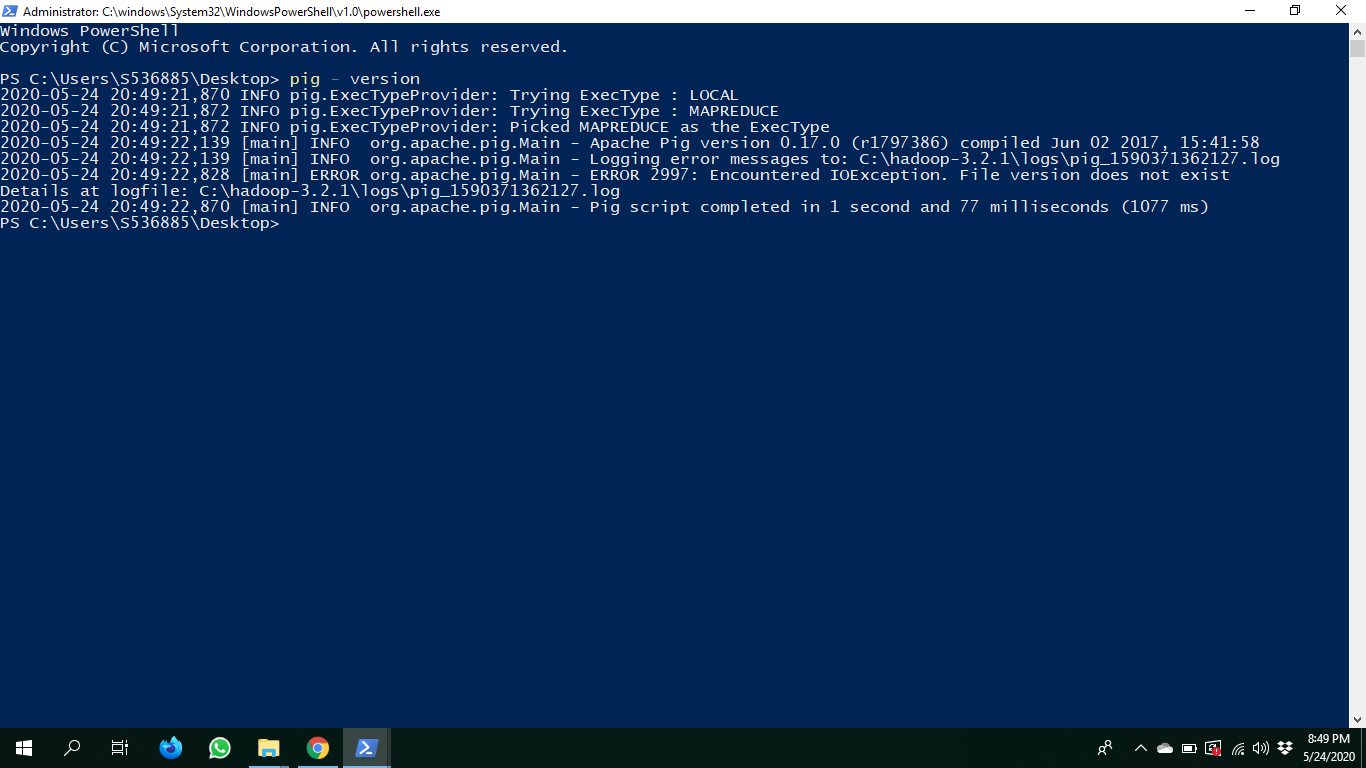 Administrator: C:\windows\System32\WindowsPowerShell\v1.0\powershell.exe
Windows PowerShell
Copyright (C) Microsoft Corporation. All rights reserved.
PS C:\Users\S536885\Desktop> pig - version
2020-05-24 20:49:21,870 INFO pig.ExecTypeProvider: Trying ExecType : LOCAL
2020-05-24 20:49:21,872 INFO pig.ExecTypeProvider: Trying ExecType : MAPREDUCE
2020-05-24 20:49:21,872 INFO pig.ExecTypeProvider: Picked MAPREDUCE as the ExecType
2020-05-24 20:49:22,139 [main] INFO  org.apache.pig.Main - Apache Pig version 0.17.0 (r1797386) compiled Jun 02 2017, 15:41:58
2020-05-24 20:49:22,139 [main] INFO  org.apache.pig.Main - Logging error messages to: C:\hadoop-3.2.1\logs\pig_1590371362127.log
2020-05-24 20:49:22,828 [main] ERROR org.apache.pig.Main - ERROR 2997: Encountered IOException. File version does not exist
Details at logfile: C:\hadoop-3.2.1\logs\pig_1590371362127.log
2020-05-24 20:49:22,870 [main] INFO  org.apache.pig.Main - Pig script completed in 1 second and 77 milliseconds (1077 ms)
PS C:\Users\S536885\Desktop>
8:49 PM
5/24/2020